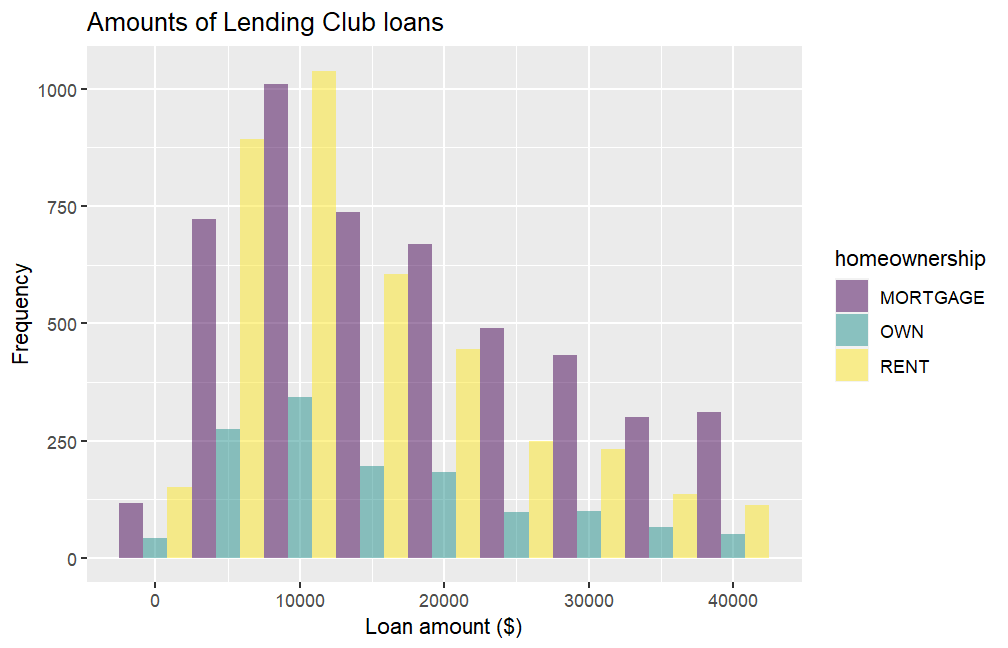 Amounts of Lending Club loans
1000
750
500
250
0
Frequency
0 10000 20000 30000 40000
Loan amount ($)
homeownership
MORTGAGE
OWN
RENT